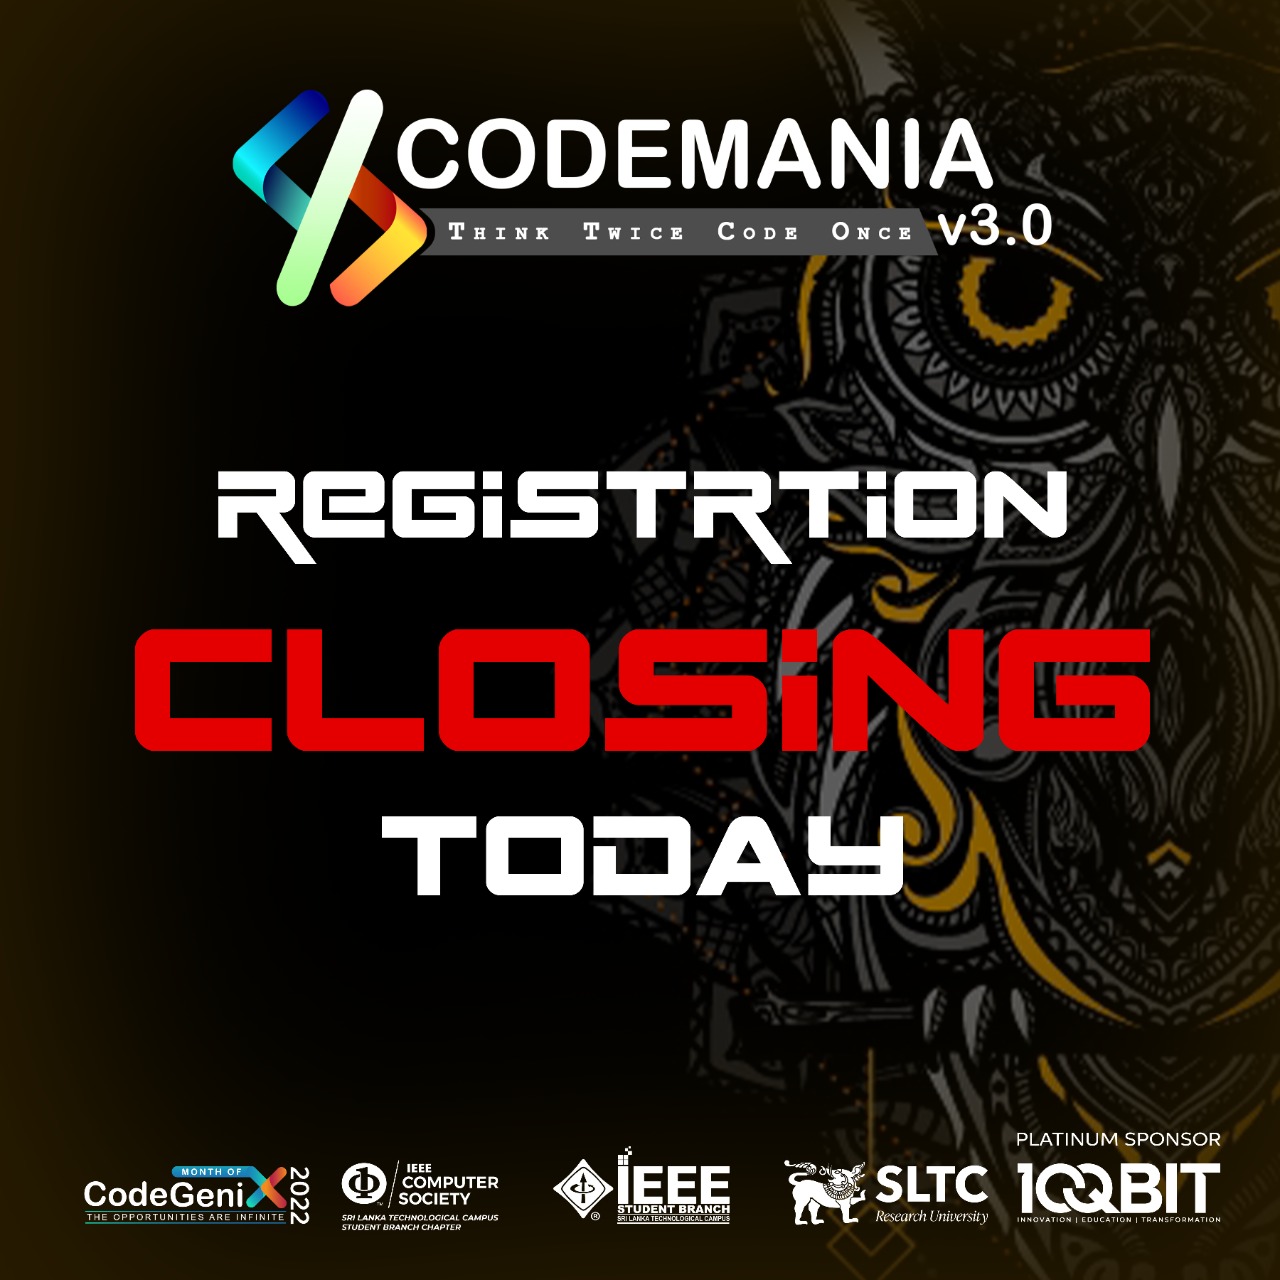 CODEMANIA
THINK TWICE CODE ONCE
v3.0
REGISTRTION
CLOSING
TODAY
MONTH OF
CodeGeniX
2022
THE OPPORTUNITIES ARE INFINITE
IEEE
COMPUTER
SOCIETY
SRI LANKA TECHNOLOGICAL CAMPUS
STUDENT BRANCH CHAPTER
IEEE
STUDENT BRANCH
SRI LANKA TECHNOLOGICAL CAMPUS
®
SLTC
Research University
PLATINUM SPONSOR
1QQBIT
INNOVATION | EDUCATION | TRANSFORMATION